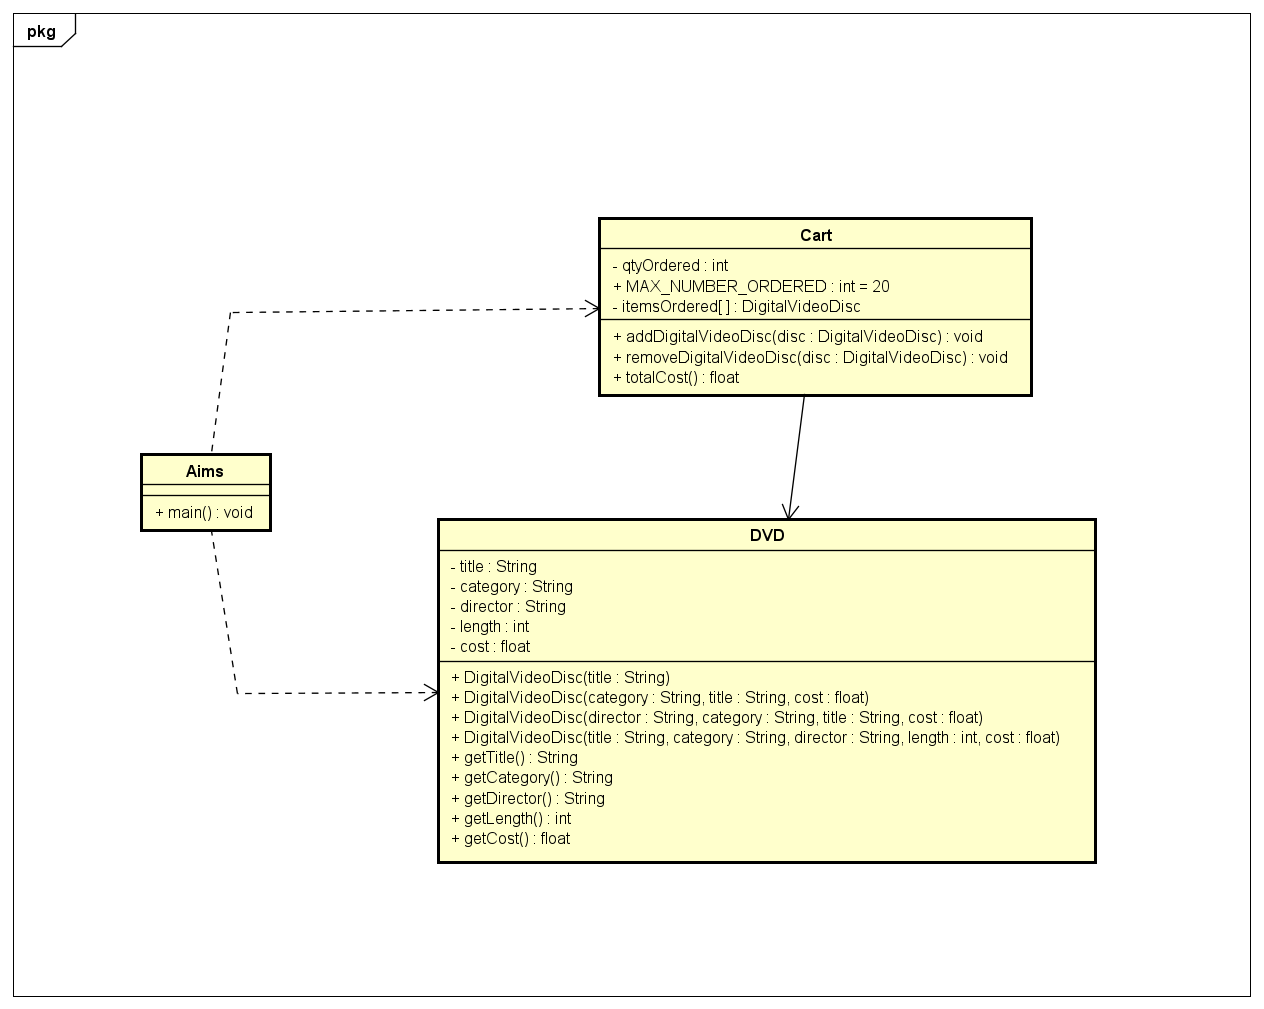 pkg
Cart
- qtyOrdered : int
+ MAX_NUMBER_ORDERED : int = 20
- itemsOrdered[ ] : DigitalVideoDisc
+ addDigitalVideoDisc(disc : DigitalVideoDisc) : void
+ removeDigitalVideoDisc(disc : DigitalVideoDisc) : void
+ totalCost() : float
Aims
+ main() : void
DVD
- title : String
- category : String
- director : String
- length : int
- cost : float
+ DigitalVideoDisc(title : String)
+ DigitalVideoDisc(category : String, title : String, cost : float)
+ DigitalVideoDisc(director : String, category : String, title : String, cost : float)
+ DigitalVideoDisc(title : String, category : String, director : String, length : int, cost : float)
+ getTitle() : String
+ getCategory() : String
+ getDirector() : String
+ getLength() : int
+ getCost() : float